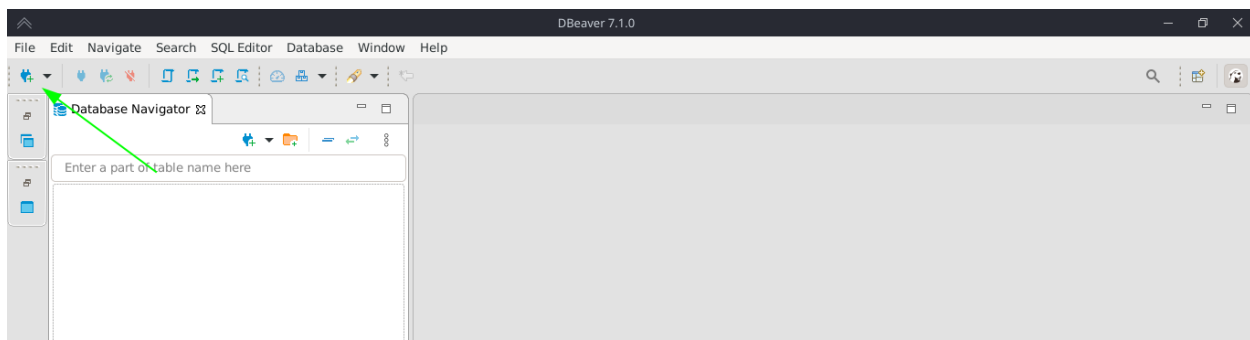 DBeaver 7.1.0
File Edit Navigate Search SQL Editor Database Window Help
Database Navigator
Enter a part of table name here